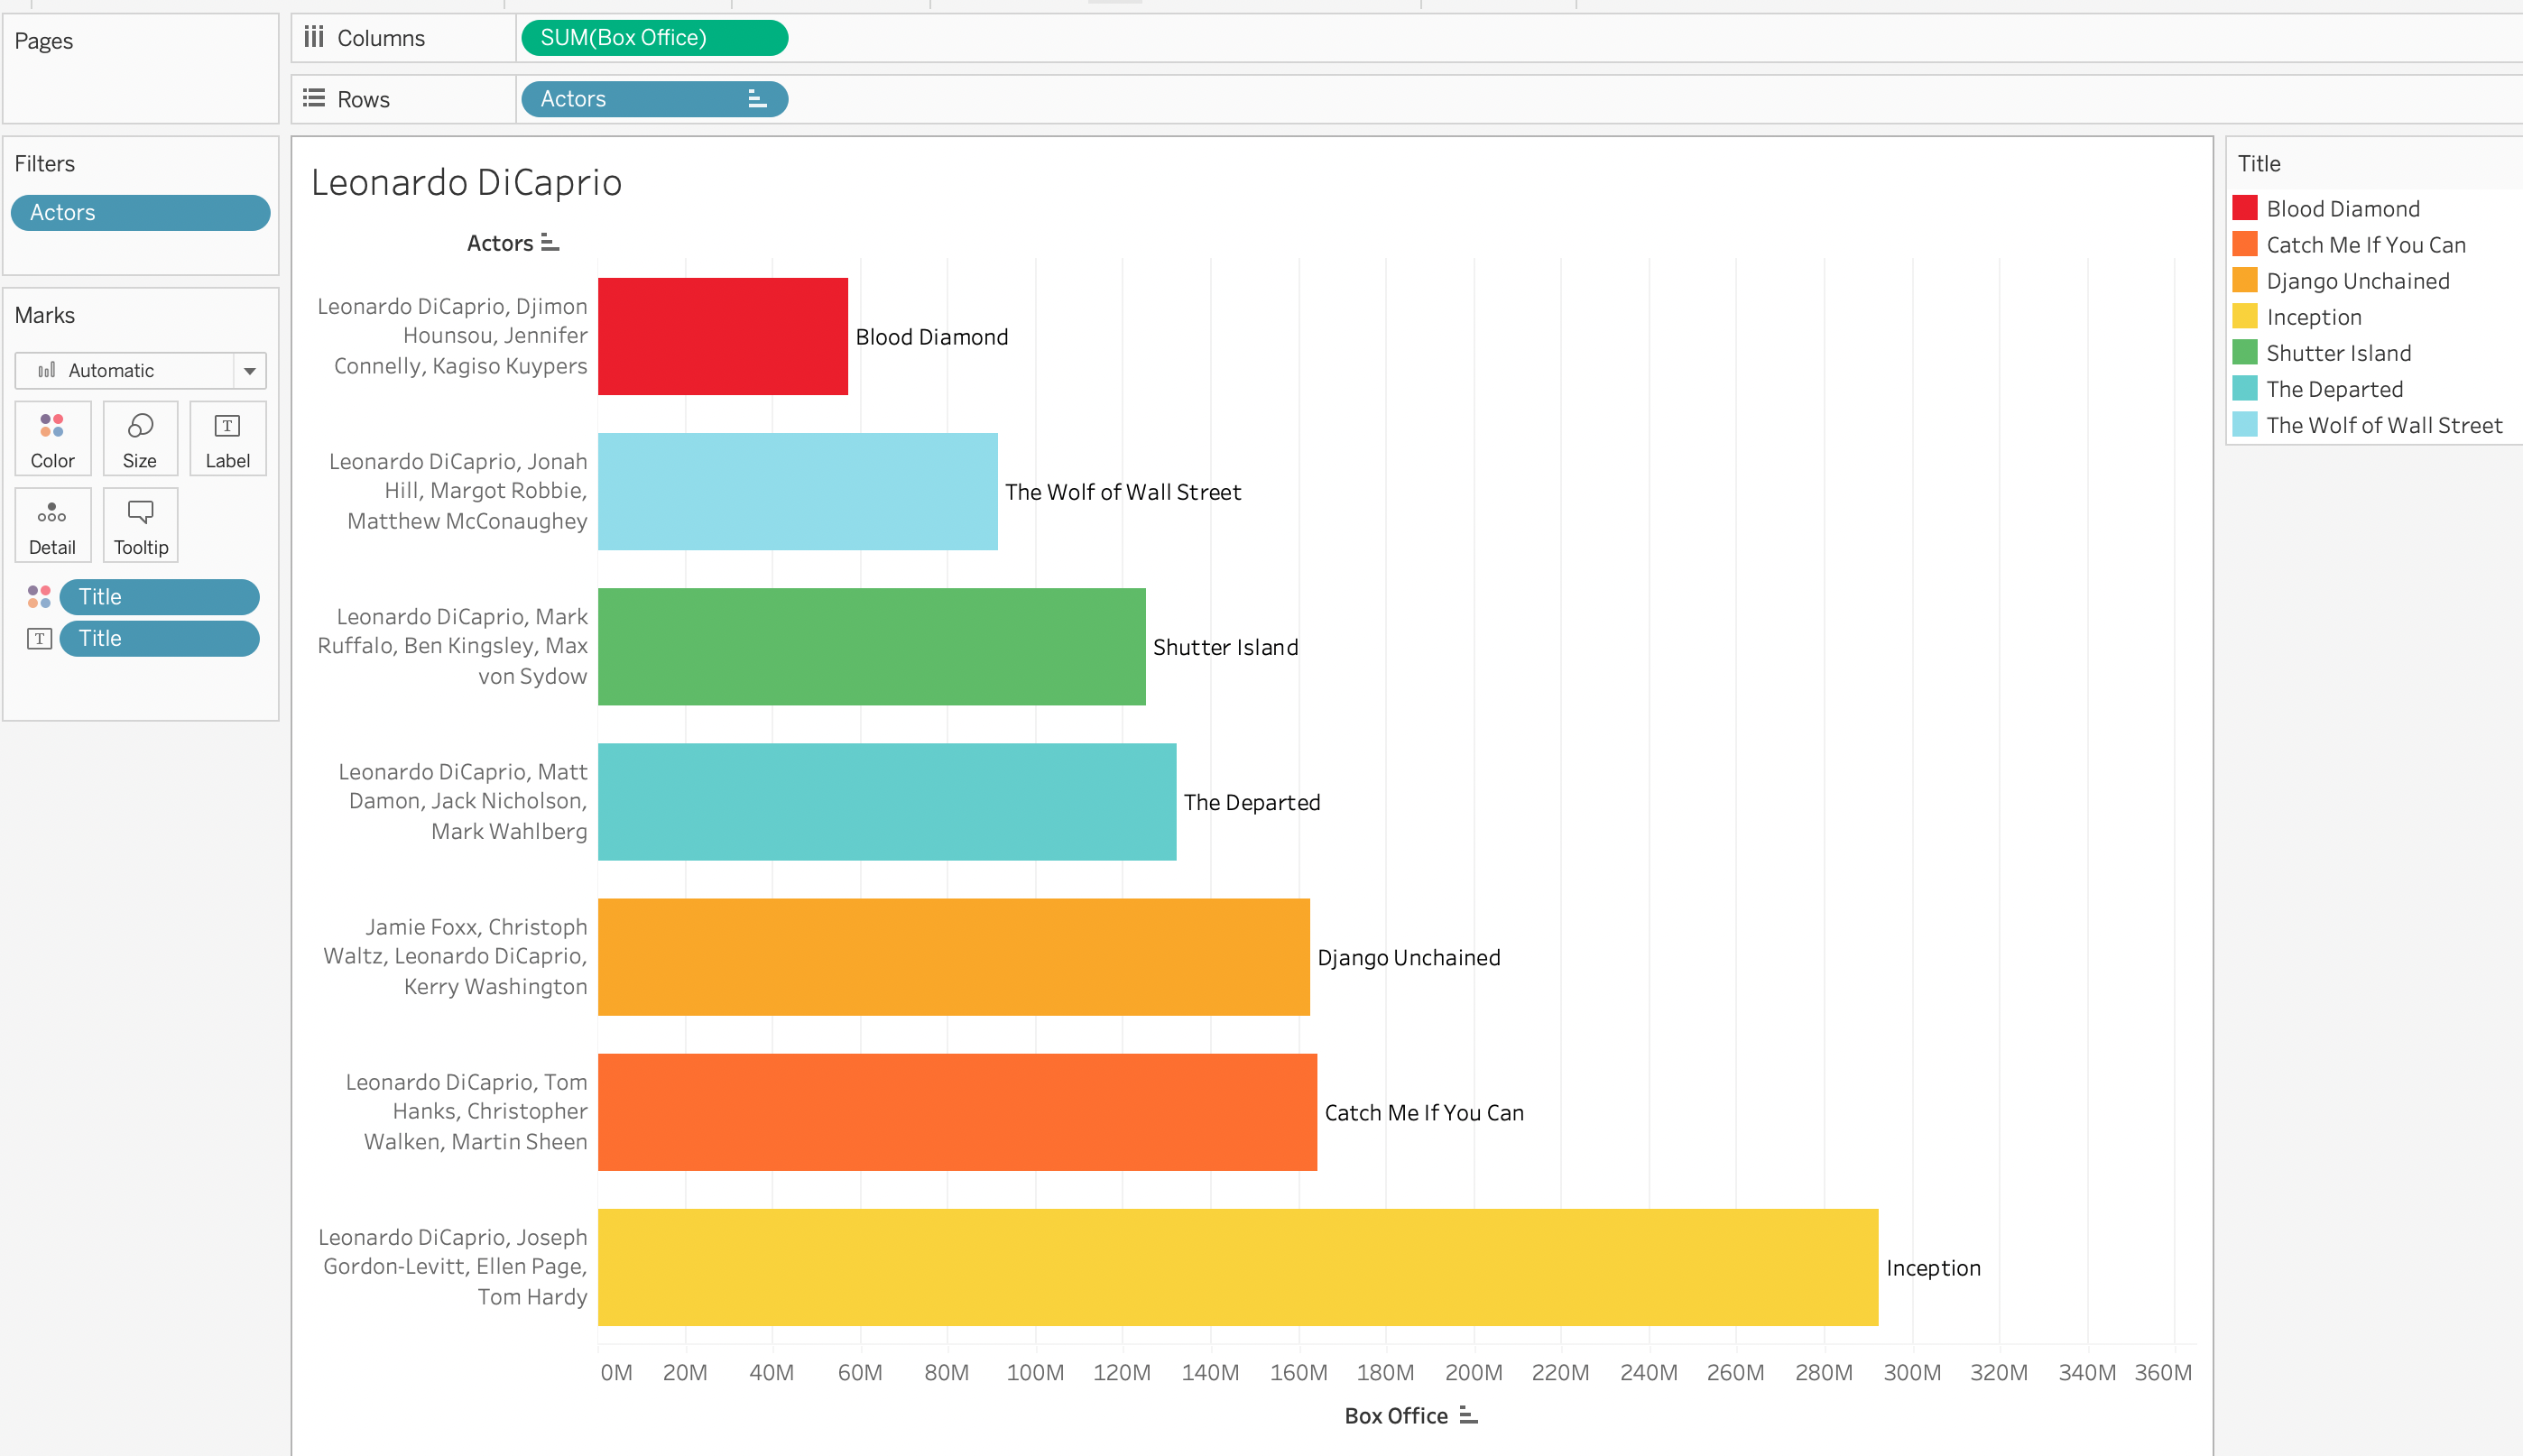 Pages
Columns
SUM(Box Office)
Rows
Actors
Filters
Actors
Marks
Automatic
Color
Size
Label
T
Detail
Tooltip
Title
T
Title
Leonardo DiCaprio
Actors
Leonardo DiCaprio, Djimon
Hounsou, Jennifer
Connelly, Kagiso Kuypers
Blood Diamond
Leonardo DiCaprio, Jonah
Hill, Margot Robbie,
Matthew McConaughey
The Wolf of Wall Street
Leonardo DiCaprio, Mark
Ruffalo, Ben Kingsley, Max
von Sydow
Shutter Island
Leonardo DiCaprio, Matt
Damon, Jack Nicholson,
Mark Wahlberg
The Departed
Jamie Foxx, Christoph
Waltz, Leonardo DiCaprio,
Kerry Washington
Django Unchained
Leonardo DiCaprio, Tom
Hanks, Christopher
Walken, Martin Sheen
Catch Me If You Can
Leonardo DiCaprio, Joseph
Gordon-Levitt, Ellen Page,
Tom Hardy
Inception
0M 20M 40M 60M 80M 100M 120M 140M 160M 180M 200M 220M 240M 260M 280M 300M 320M 340M 360M
Box Office
Title
Blood Diamond
Catch Me If You Can
Django Unchained
Inception
Shutter Island
The Departed
The Wolf of Wall Street